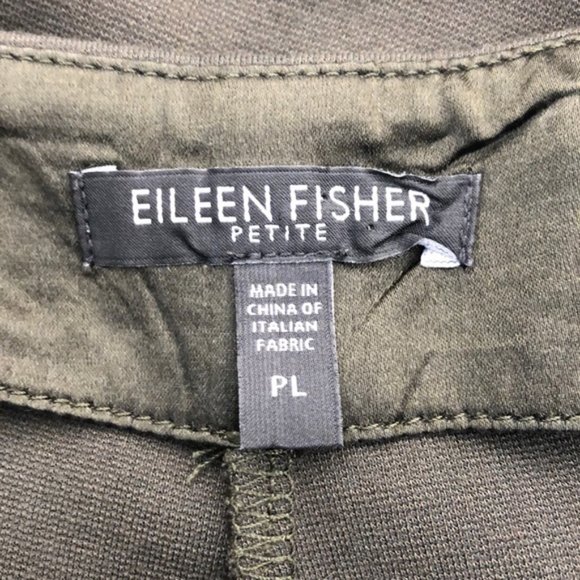 EILEEN FISHER
PETITE
MADE IN
CHINA OF
ITALIAN
FABRIC
PL